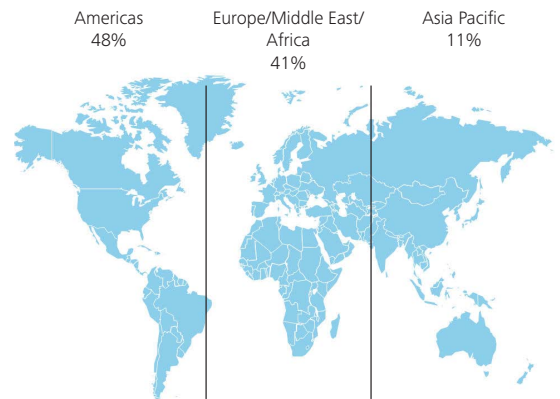 Americas
48%
Europe/Middle East/
Africa
41%
Asia Pacific
11%